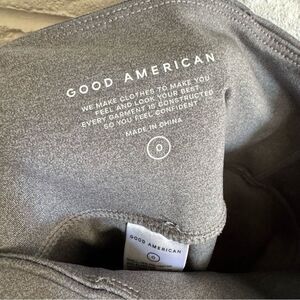 GOOD AMERICAN
WE MAKE CLOTHES TO MAKE YOU
FEEL AND LOOK YOUR BEST
EVERY GARMENT IS CONSTRUCTED
SO YOU FEEL CONFIDENT
MADE IN CHINA
0
GOOD AMERICAN
0